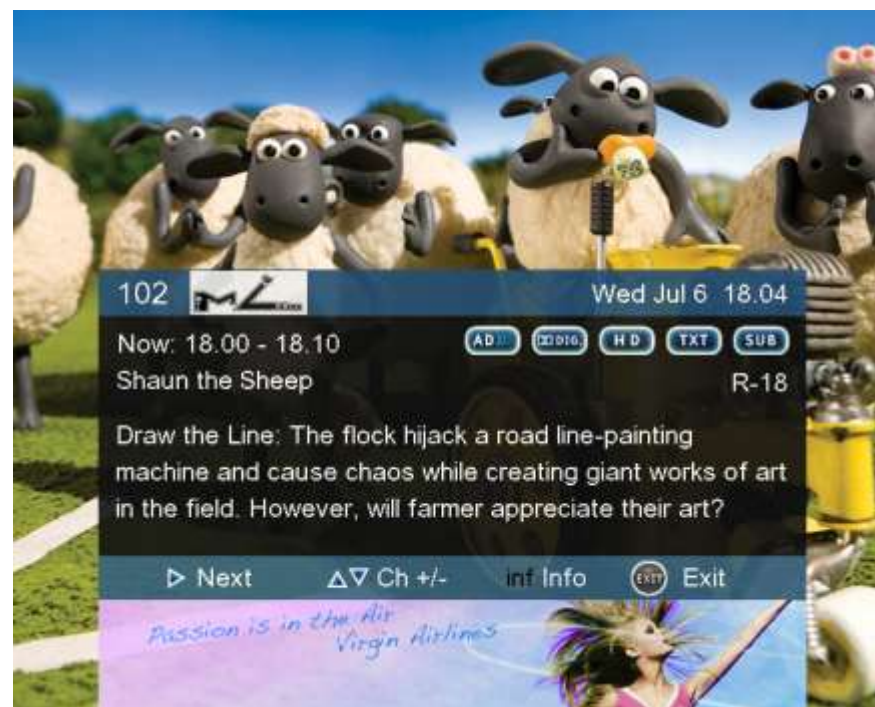 102 Wed Jul 6 18.04
Now: 18.00 - 18.10 AD DIG. HD TXT SUB
Shaun the Sheep R-18
Draw the Line: The flock hijack a road line-painting
machine and cause chaos while creating giant works of art
in the field. However, will farmer appreciate their art?
Next Ch +/- inf Info EXIT Exit
Passion is in the Air
Virgin Airlines